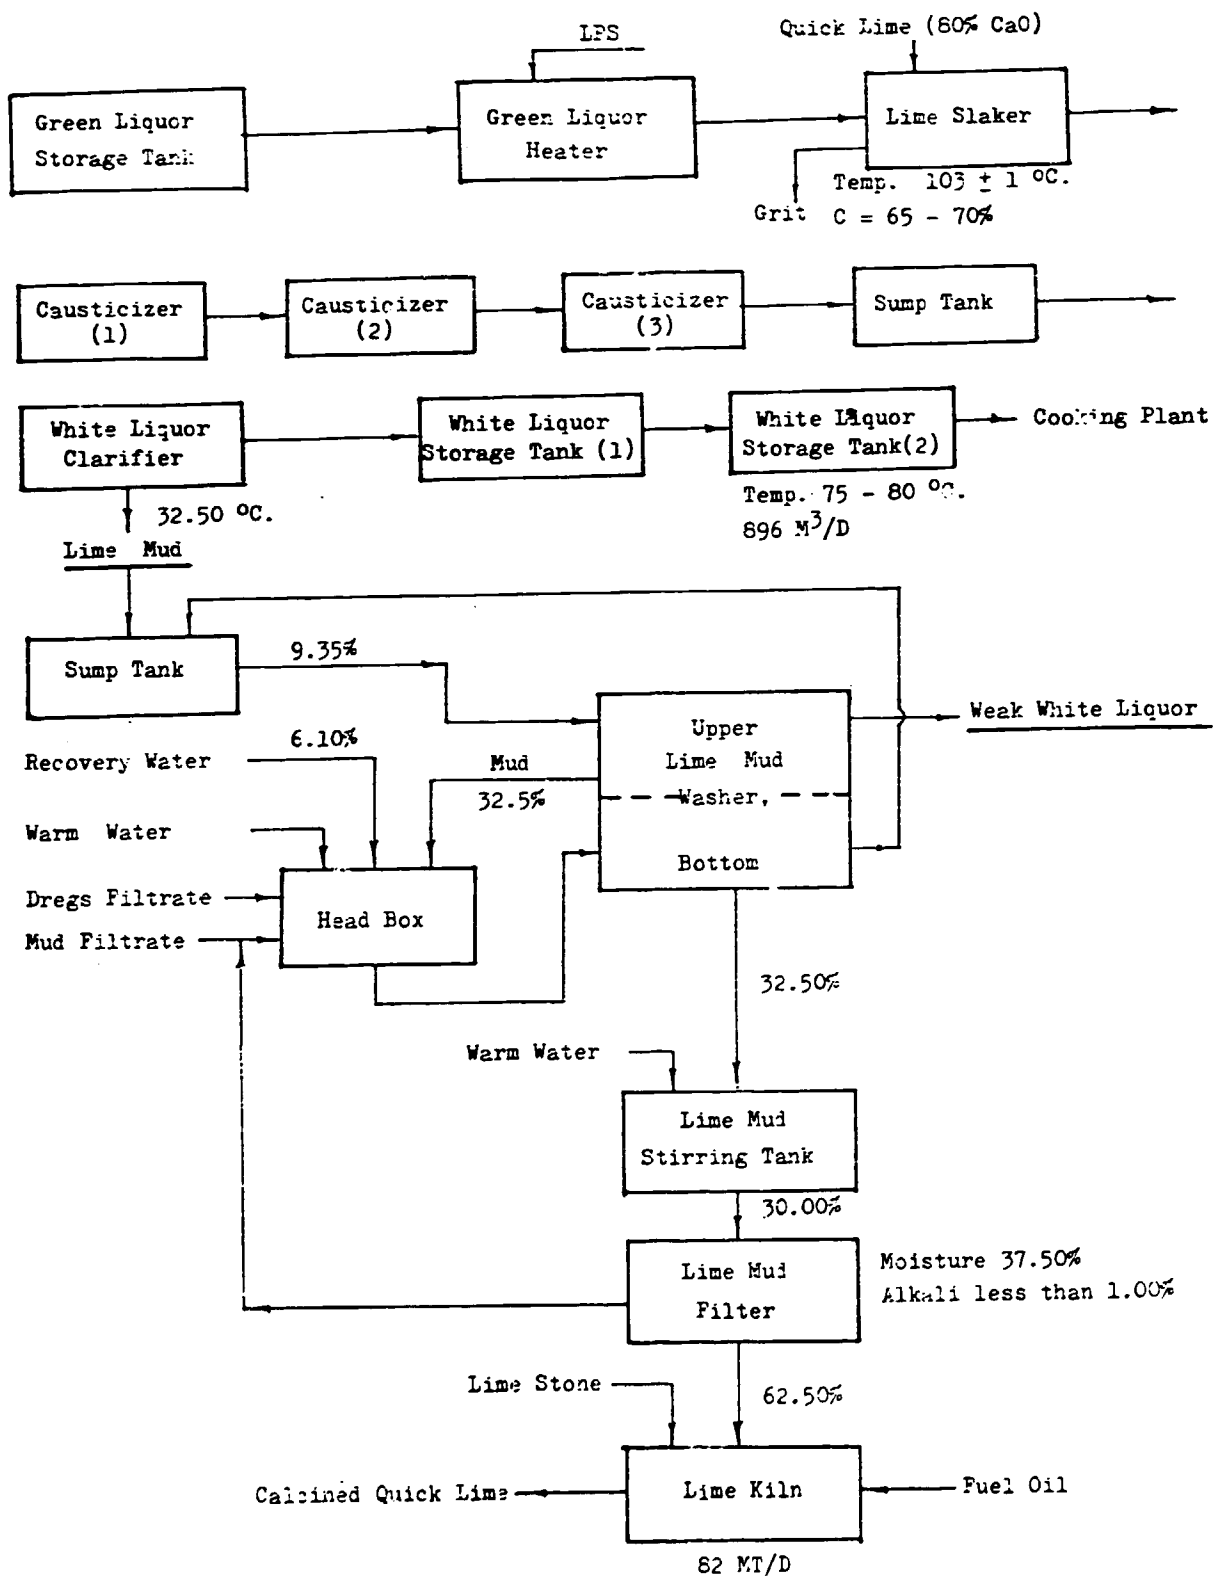 LPS
Quick Lime (80% CaO)
Green Liquor
Storage Tank
Green Liquor
Heater
Lime Slaker
Temp. 103 ± 1 °C.
Grit
C = 65 - 70%
Causticizer
(1)
Causticizer
(2)
Causticizer
(3)
Sump Tank
White Liquor
Clarifier
White Liquor
Storage Tank (1)
White Liquor
Storage Tank(2)
Cooking Plant
Temp. 75 - 80 °C.
896 M³/D
32.50 °C.
Lime Mud
Sump Tank
9.35%
Upper
Lime Mud
Washer,
Bottom
Weak White Liquor
Recovery Water
6.10%
Mud
32.5%
Warm Water
Dregs Filtrate
Mud Filtrate
Head Box
32.50%
Warm Water
Lime Mud
Stirring Tank
30.00%
Lime Mud
Filter
Moisture 37.50%
Alkali less than 1.00%
Lime Stone
62.50%
Calcined Quick Lime
Lime Kiln
Fuel Oil
82 MT/D